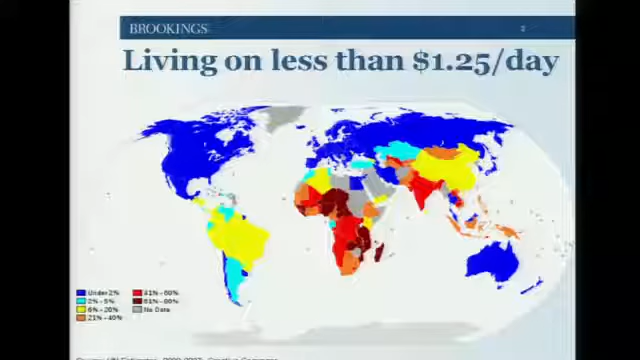 BROOKINGS
2
Living on less than $1.25/day
Under 2%
2% - 5%
6% - 20%
21% - 40%
41% - 60%
61% - 80%
No Data